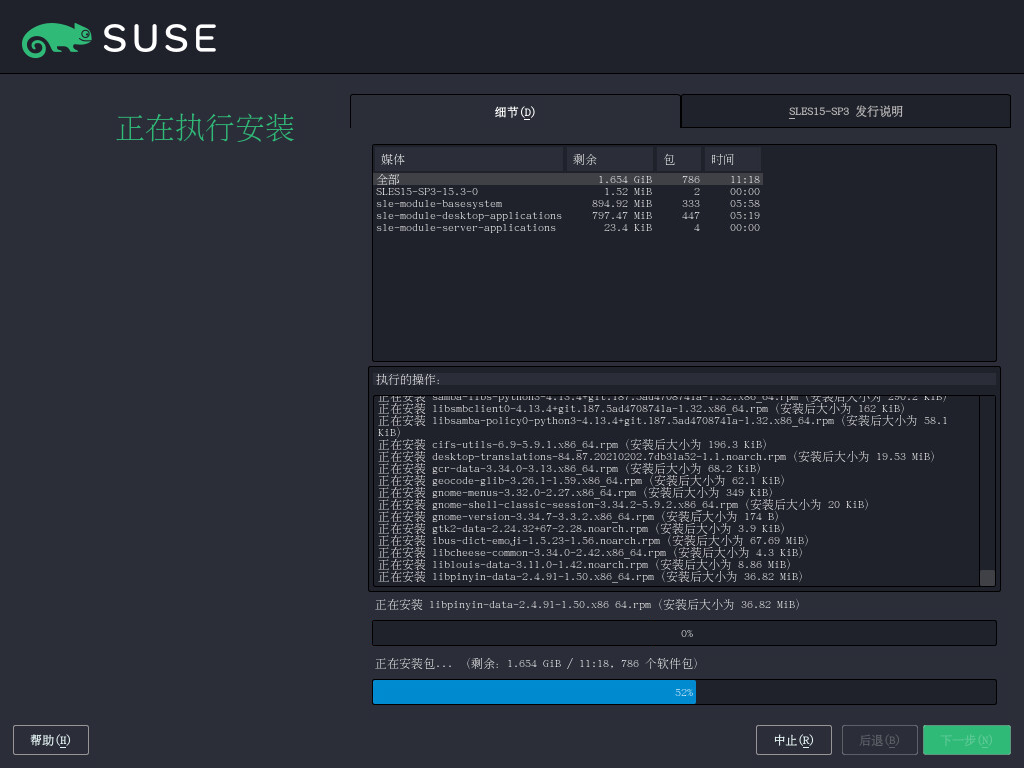 SUSE
正在执行安装
细节(D)
SLES15-SP3 发行说明
媒体 剩余 包 时间
全部 1.654 GiB 786 11:18
SLES15-SP3-15.3-0 1.52 MiB 2 00:00
sle-module-basesystem 894.92 MiB 333 05:58
sle-module-desktop-applications 797.47 MiB 447 05:19
sle-module-server-applications 23.4 KiB 4 00:00
执行的操作:
正在安装 samba-libs-python3-4.13.4+git.187.5ad4708741a-1.32.x86_64.rpm (安装后大小为 290.2 KiB)
正在安装 libsmbclient0-4.13.4+git.187.5ad4708741a-1.32.x86_64.rpm (安装后大小为 162 KiB)
正在安装 libsamba-policy0-python3-4.13.4+git.187.5ad4708741a-1.32.x86_64.rpm (安装后大小为 58.1
KiB)
正在安装 cifs-utils-6.9-5.9.1.x86_64.rpm (安装后大小为 196.3 KiB)
正在安装 desktop-translations-84.87.20210202.7db31a52-1.1.noarch.rpm (安装后大小为 19.53 MiB)
正在安装 gcr-data-3.34.0-3.13.x86_64.rpm (安装后大小为 68.2 KiB)
正在安装 geocode-glib-3.26.1-1.59.x86_64.rpm (安装后大小为 62.1 KiB)
正在安装 gnome-menus-3.32.0-2.27.x86_64.rpm (安装后大小为 349 KiB)
正在安装 gnome-shell-classic-session-3.34.2-5.9.2.x86_64.rpm (安装后大小为 20 KiB)
正在安装 gnome-version-3.34.7-3.3.2.x86_64.rpm (安装后大小为 174 B)
正在安装 gtk2-data-2.24.32+67-2.28.noarch.rpm (安装后大小为 3.9 KiB)
正在安装 ibus-dict-emoji-1.5.23-1.56.noarch.rpm (安装后大小为 67.69 MiB)
正在安装 libcheese-common-3.34.0-2.42.x86_64.rpm (安装后大小为 4.3 KiB)
正在安装 liblouis-data-3.11.0-1.42.noarch.rpm (安装后大小为 8.86 MiB)
正在安装 libpinyin-data-2.4.91-1.50.x86_64.rpm (安装后大小为 36.82 MiB)
正在安装 libpinyin-data-2.4.91-1.50.x86_64.rpm (安装后大小为 36.82 MiB)
0%
正在安装包... (剩余: 1.654 GiB / 11:18, 786 个软件包)
52%
帮助(H)
中止(R)
后退(B)
下一步(N)